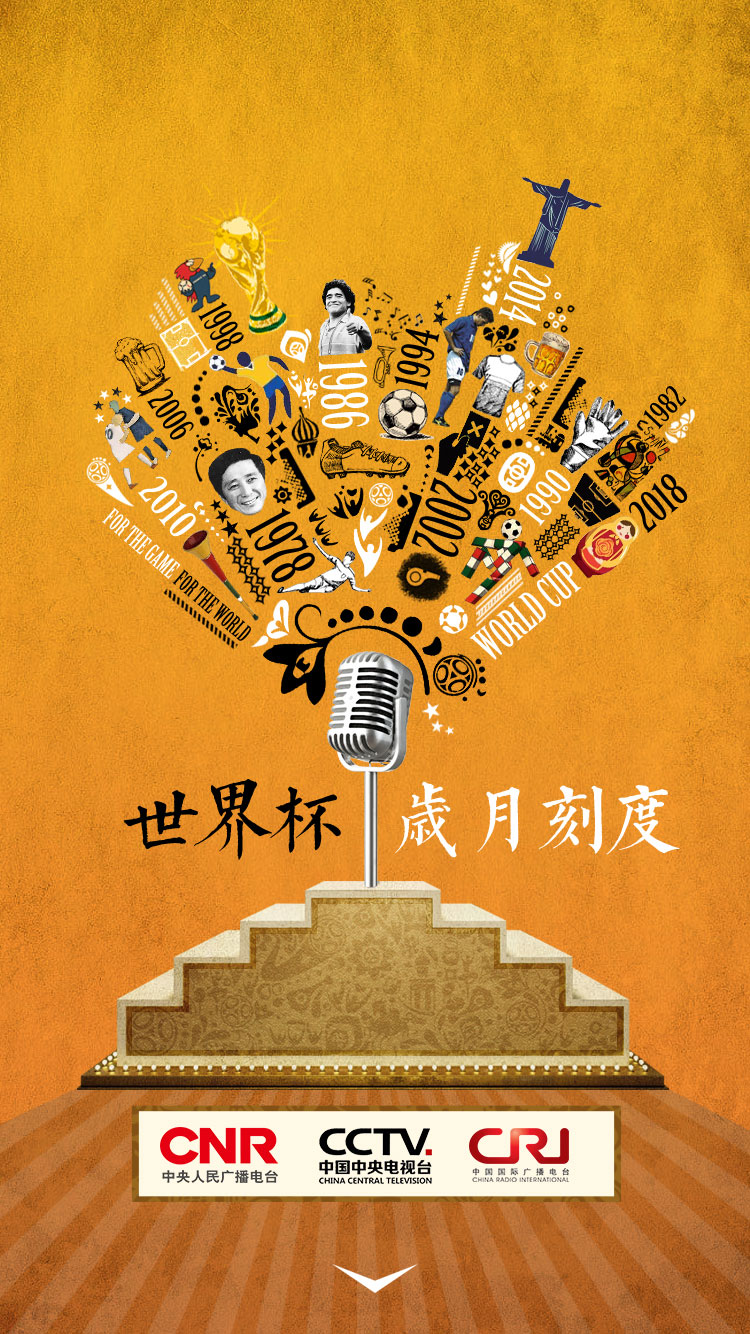 2014
1998
1986
1994
2006
1982
ESPAÑA
2010
2002
1990
2018
1978
FOR THE GAME FOR THE WORLD
WORLD CUP
世界杯 歲月刻度
CNR
中央人民广播电台
CCTV.
中国中央电视台
CHINA CENTRAL TELEVISION
CRI
中国国际广播电台
CHINA RADIO INTERNATIONAL